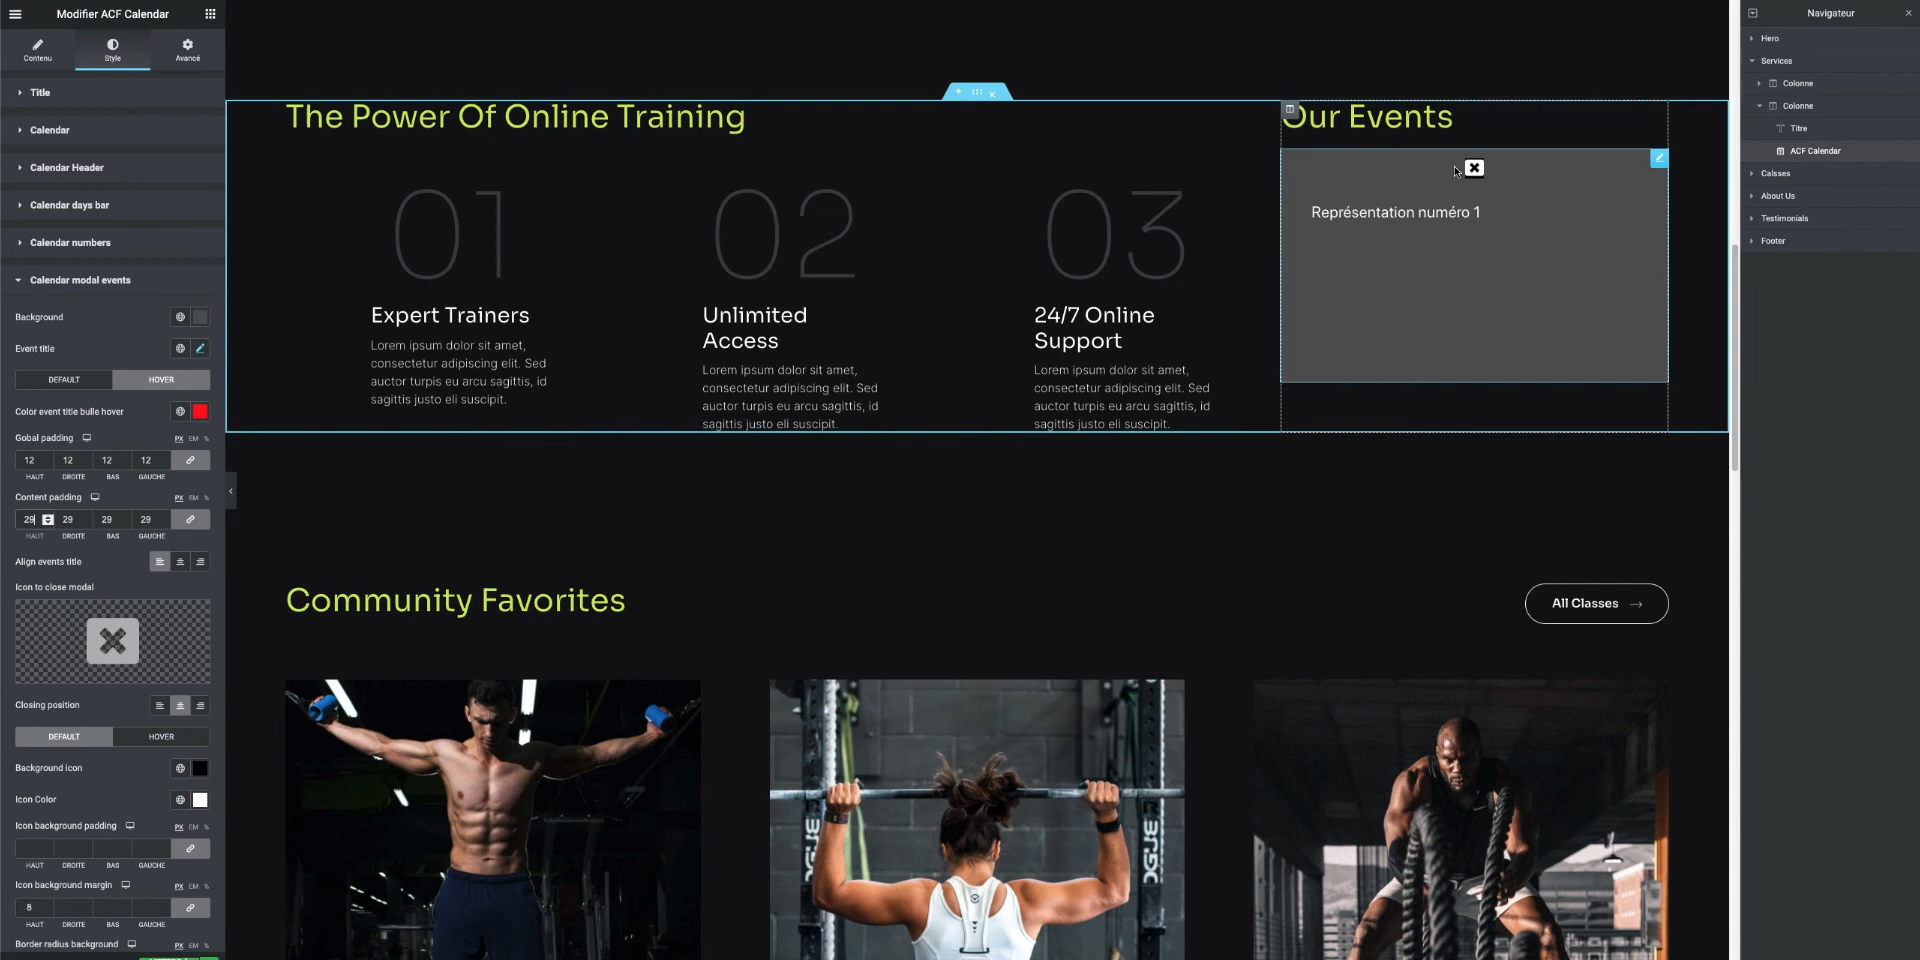 Modifier ACF Calendar
Contenu
Style
Avancé
Title
Calendar
Calendar Header
Calendar days bar
Calendar numbers
Calendar modal events
Background
Event title
DEFAULT
HOVER
Color event title bulle hover
Gobal padding
PX EM %
12 12 12 12
HAUT DROITE BAS GAUCHE
Content padding
PX EM %
29 29 29 29
HAUT DROITE BAS GAUCHE
Align events title
Icon to close modal
Closing position
DEFAULT
HOVER
Background icon
Icon Color
Icon background padding
PX EM %
HAUT DROITE BAS GAUCHE
Icon background margin
PX EM %
8
HAUT DROITE BAS GAUCHE
Border radius background
PX EM %
The Power Of Online Training
01
Expert Trainers
Lorem ipsum dolor sit amet,
consectetur adipiscing elit. Sed
auctor turpis eu arcu sagittis, id
sagittis justo eli suscipit.
02
Unlimited
Access
Lorem ipsum dolor sit amet,
consectetur adipiscing elit. Sed
auctor turpis eu arcu sagittis, id
sagittis justo eli suscipit.
03
24/7 Online
Support
Lorem ipsum dolor sit amet,
consectetur adipiscing elit. Sed
auctor turpis eu arcu sagittis, id
sagittis justo eli suscipit.
Our Events
Représentation numéro 1
Community Favorites
All Classes
Navigateur
Hero
Services
Colonne
Colonne
Titre
ACF Calendar
Calsses
About Us
Testimonials
Footer